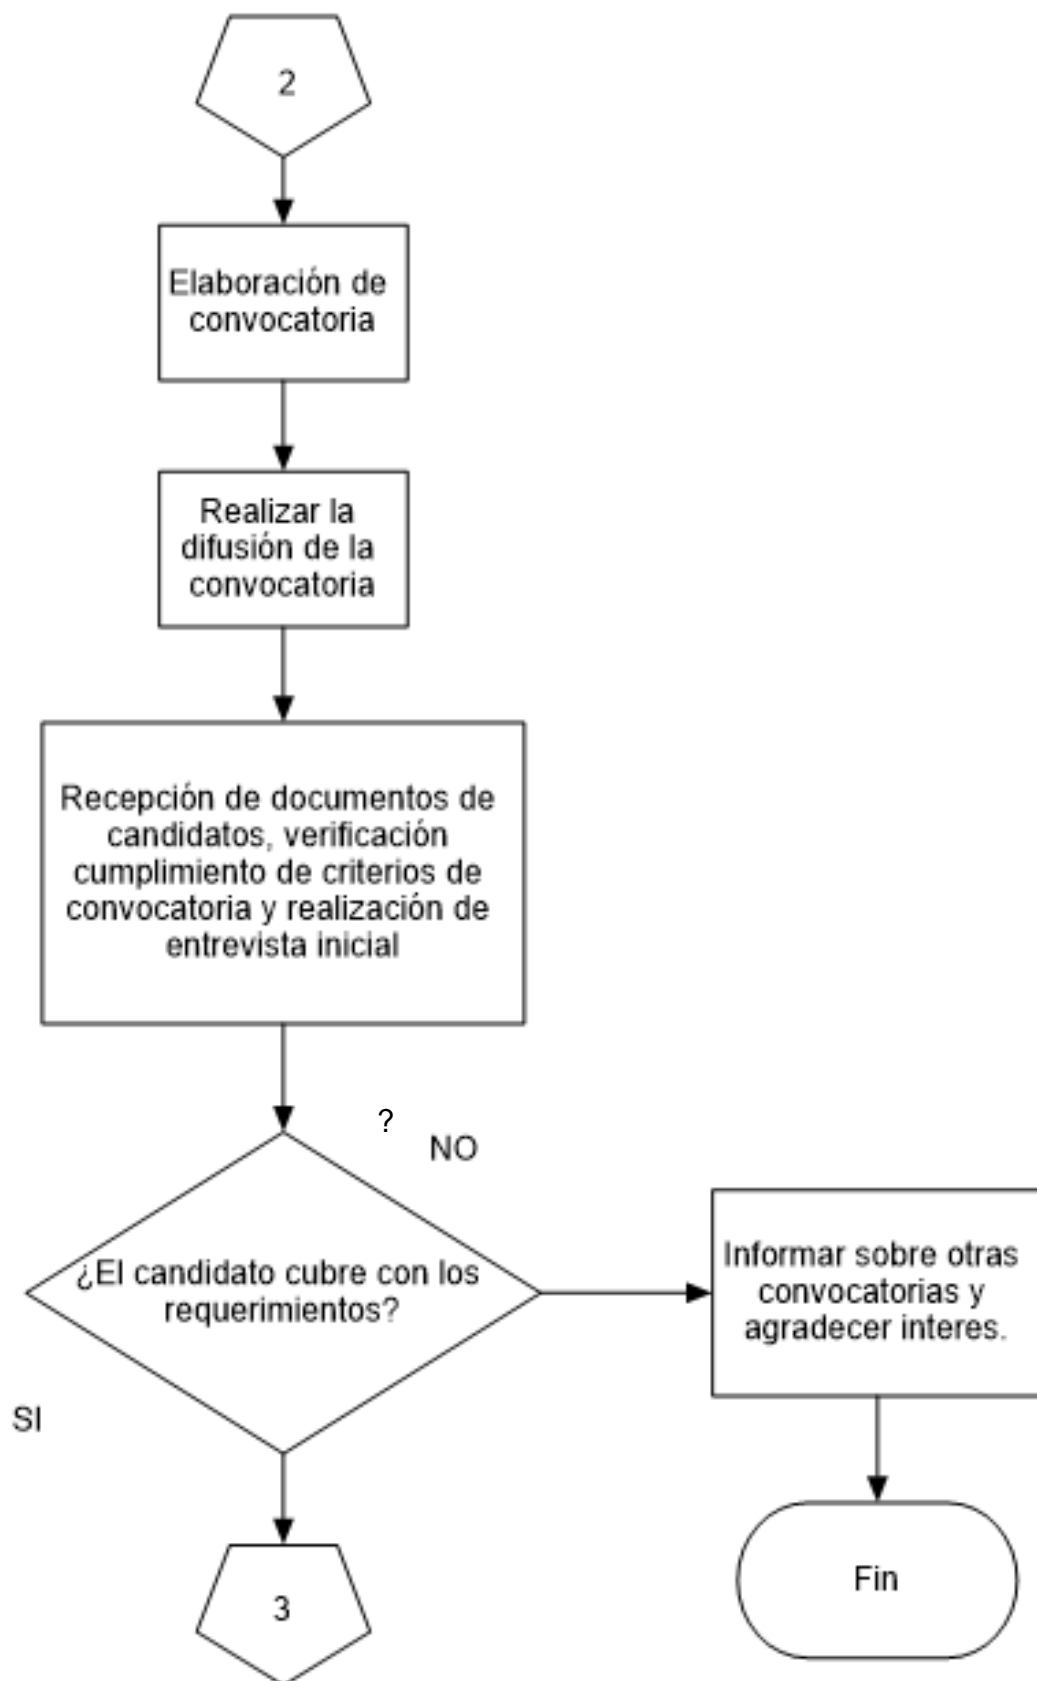 2
Elaboración de
convocatoria
Realizar la
difusión de la
convocatoria
Recepción de documentos de
candidatos, verificación
cumplimiento de criterios de
convocatoria y realización de
entrevista inicial
?
NO
¿El candidato cubre con los
requerimientos?
Informar sobre otras
convocatorias y
agradecer interes.
SI
3
Fin